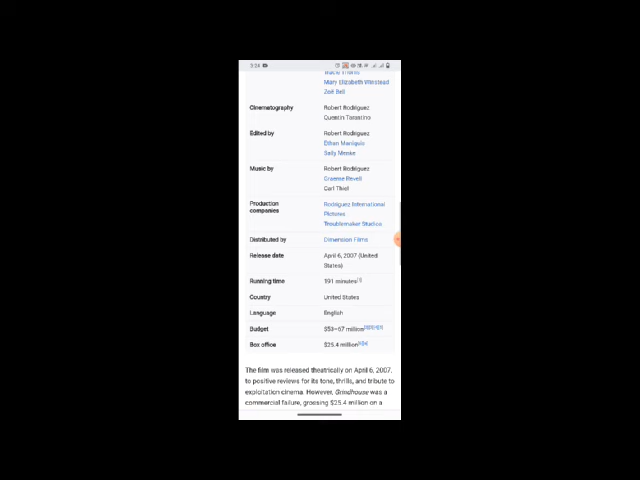 3:24
Mary Elizabeth Winstead
Zoë Bell
Cinematography Robert Rodriguez
Quentin Tarantino
Edited by Robert Rodriguez
Ethan Maniquis
Sally Menke
Music by Robert Rodriguez
Graeme Revell
Carl Thiel
Production companies Rodriguez International
Pictures
Troublemaker Studios
Distributed by Dimension Films
Release date April 6, 2007 (United
States)
Running time 191 minutes
Country United States
Language English
Budget $53–67 million
Box office $25.4 million
The film was released theatrically on April 6, 2007,
to positive reviews for its tone, thrills, and tribute to
exploitation cinema. However, Grindhouse was a
commercial failure, grossing $25.4 million on a